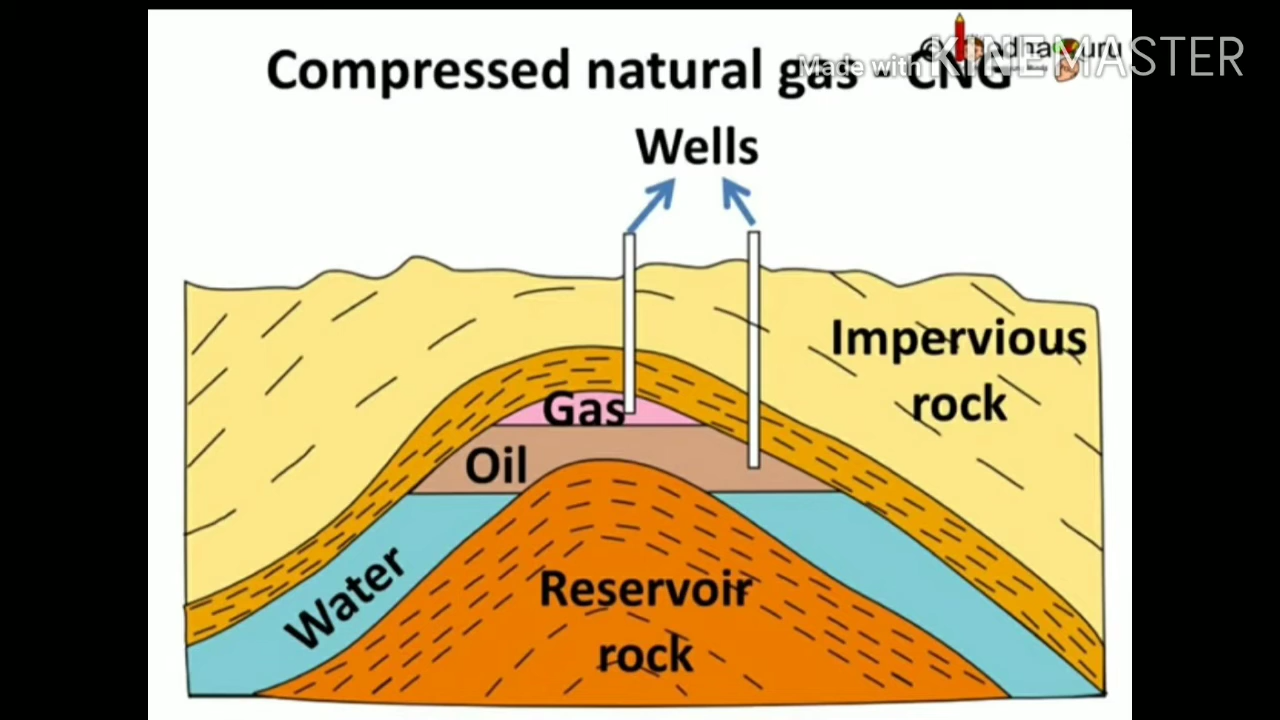 Made with KINEMASTER
Compressed natural gas - CNG
Wells
Impervious
rock
Gas
Oil
Water
Reservoir
rock